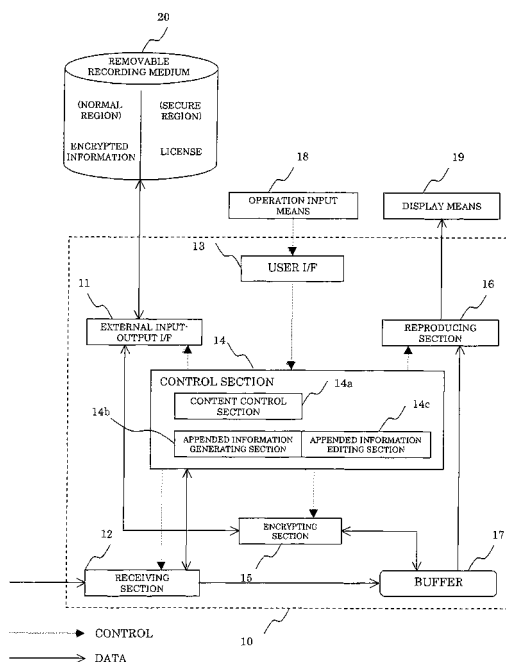 20
REMOVABLE
RECORDING MEDIUM
(NORMAL
REGION)
(SECURE
REGION)
ENCRYPTED
INFORMATION
LICENSE
18
19
OPERATION INPUT
MEANS
DISPLAY MEANS
13
USER I/F
11
16
EXTERNAL INPUT-
OUTPUT I/F
REPRODUCING
SECTION
14
CONTROL SECTION
14a
CONTENT CONTROL
SECTION
14b
14c
APPENDED INFORMATION
GENERATING SECTION
APPENDED INFORMATION
EDITING SECTION
ENCRYPTING
SECTION
12
15
17
RECEIVING
SECTION
BUFFER
10
CONTROL
DATA